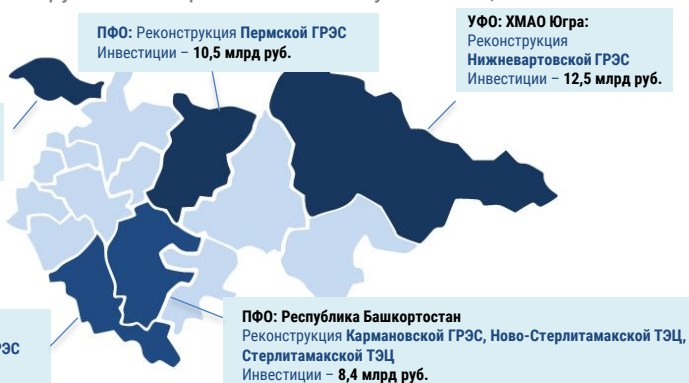 ПФО: Реконструкция Пермской ГРЭС
Инвестиции – 10,5 млрд руб.
УФО: ХМАО Югра:
Реконструкция
Нижневартовской ГРЭС
Инвестиции – 12,5 млрд руб.
ПФО: Республика Башкортостан
Реконструкция Кармановской ГРЭС, Ново-Стерлитамакской ТЭЦ,
Стерлитамакской ТЭЦ
Инвестиции – 8,4 млрд руб.